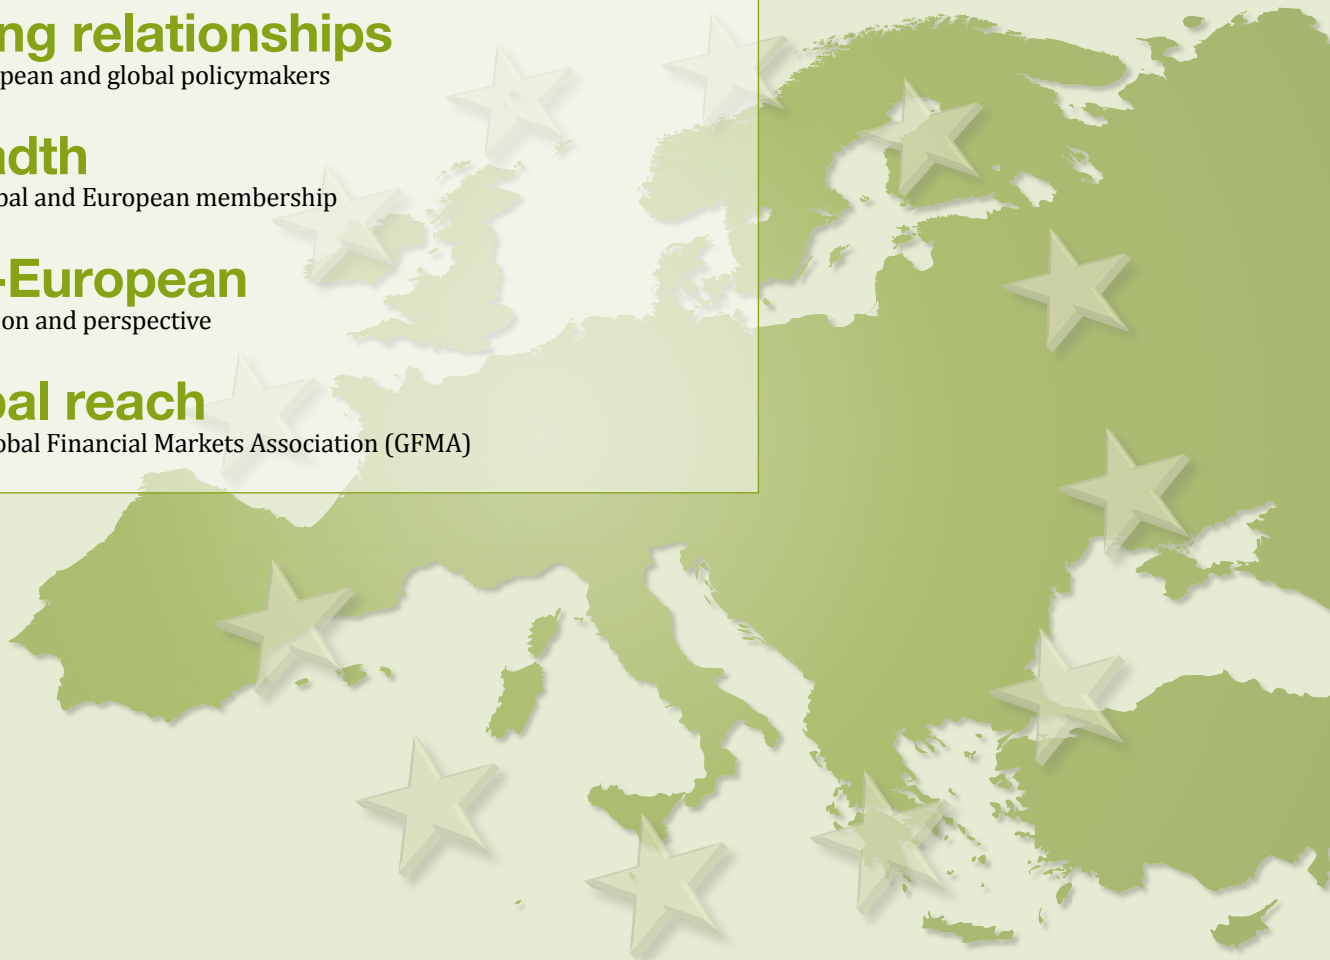 ng relationships
pean and global policymakers
adth
bal and European membership
-European
on and perspective
bal reach
obal Financial Markets Association (GFMA)